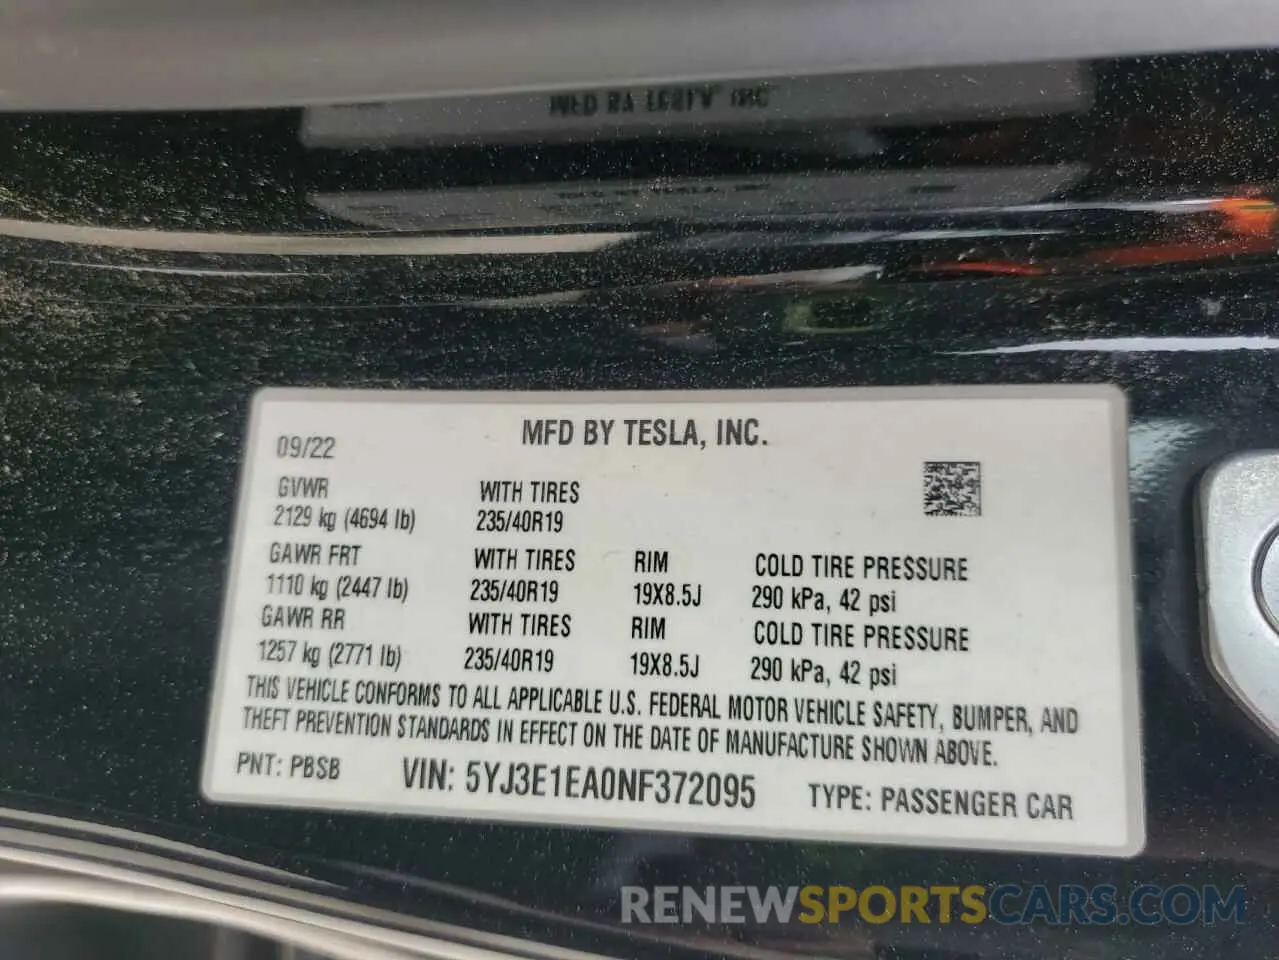 MFD BY TESLA, INC.
09/22
GVWR WITH TIRES
2129 kg (4694 lb) 235/40R19
GAWR FRT WITH TIRES RIM COLD TIRE PRESSURE
1110 kg (2447 lb) 235/40R19 19X8.5J 290 kPa, 42 psi
GAWR RR WITH TIRES RIM COLD TIRE PRESSURE
1257 kg (2771 lb) 235/40R19 19X8.5J 290 kPa, 42 psi
THIS VEHICLE CONFORMS TO ALL APPLICABLE U.S. FEDERAL MOTOR VEHICLE SAFETY, BUMPER, AND
THEFT PREVENTION STANDARDS IN EFFECT ON THE DATE OF MANUFACTURE SHOWN ABOVE.
PNT: PBSB VIN: 5YJ3E1EA0NF372095 TYPE: PASSENGER CAR
RENEWSPORTSCARS.COM